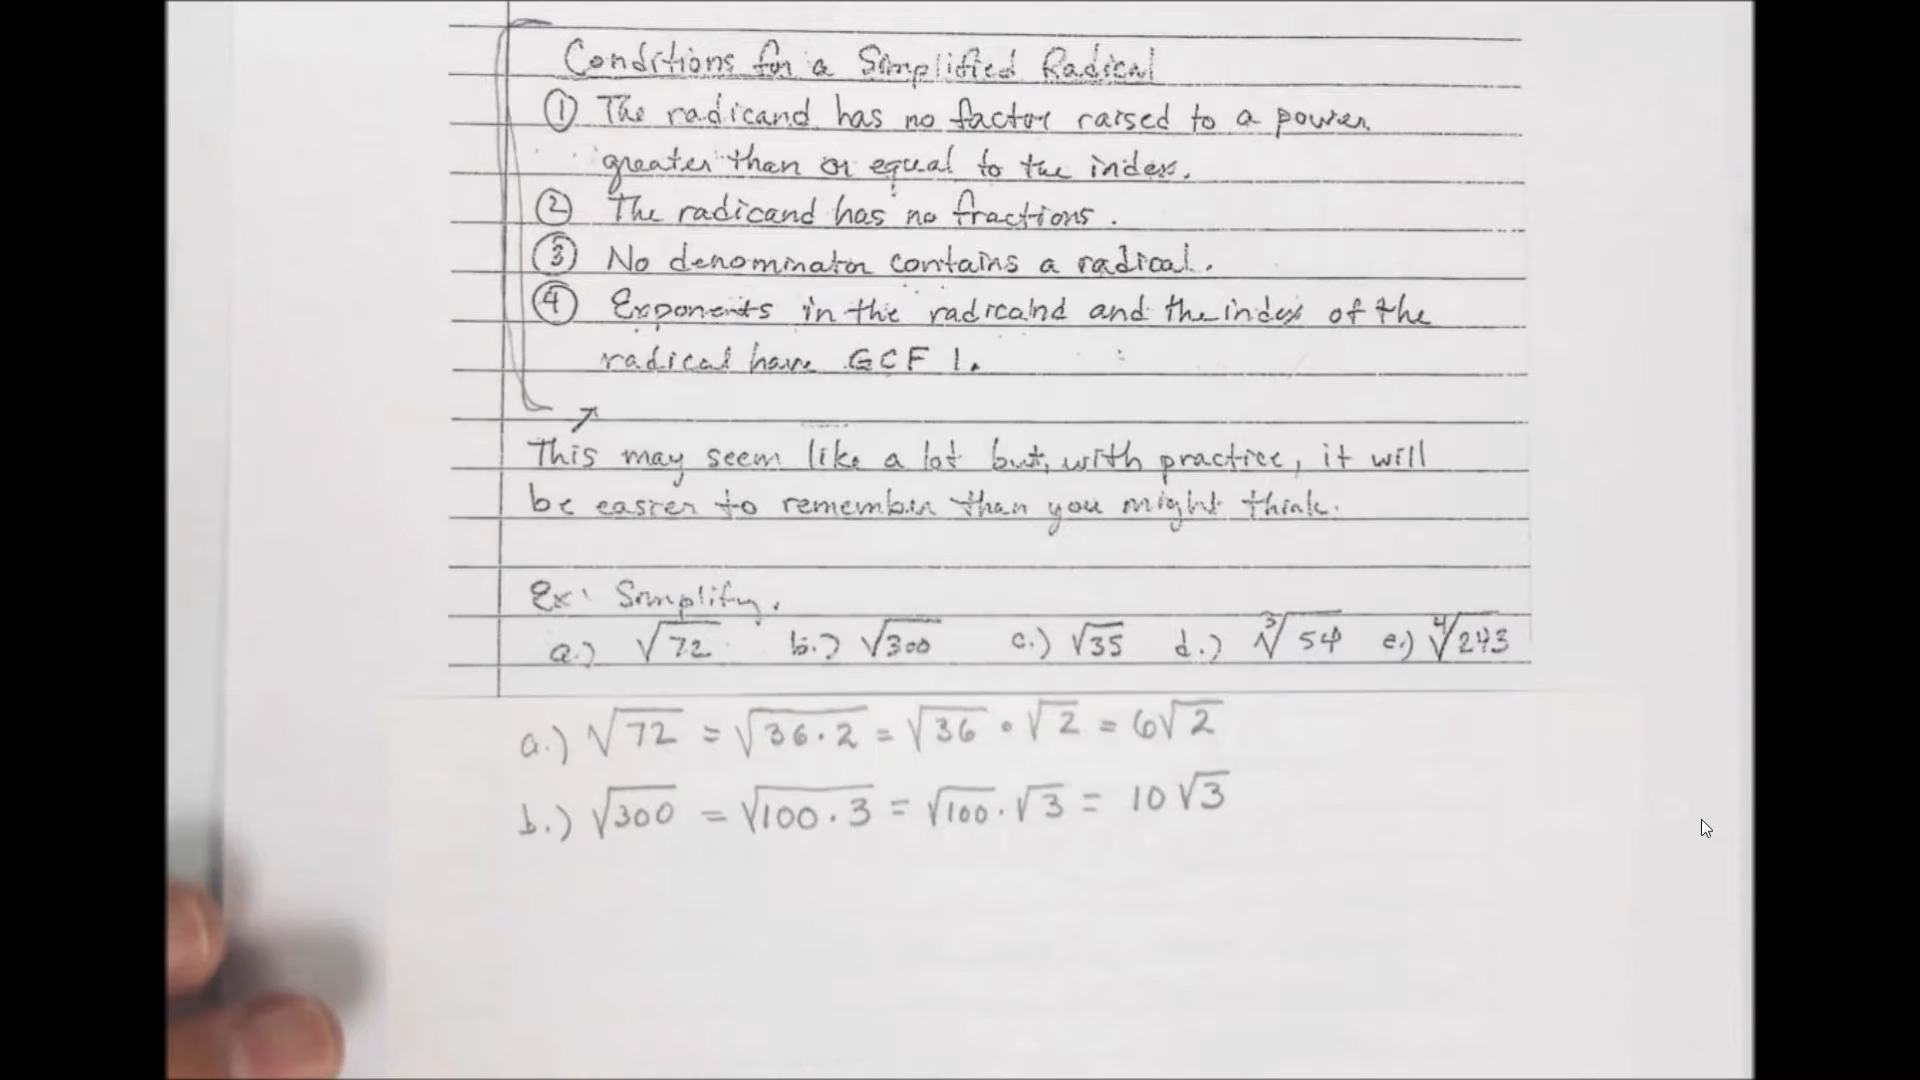 Conditions for a Simplified Radical
① The radicand has no factor raised to a power
greater than or equal to the index.
② The radicand has no fractions.
③ No denominator contains a radical.
④ Exponents in the radicand and the index of the
radical have GCF 1.
This may seem like a lot but, with practice, it will
be easier to remember than you might think.
Ex: Simplify.
a.) √72 b.) √300 c.) √35 d.) ∛54 e.) ∜243
a.) √72 = √36·2 = √36 · √2 = 6√2
b.) √300 = √100·3 = √100 · √3 = 10√3